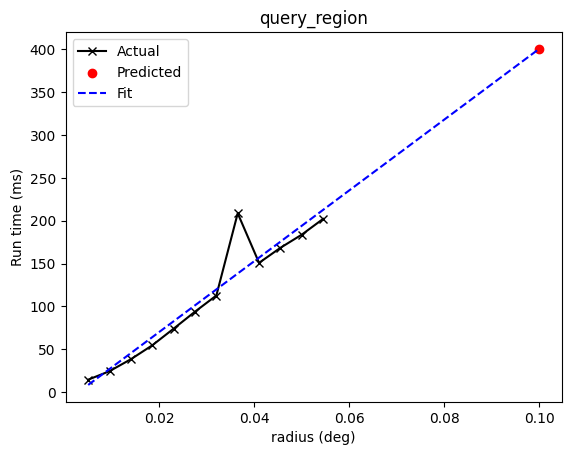 query_region
Actual
Predicted
Fit
400
350
300
250
200
150
100
50
0
Run time (ms)
0.02
0.04
0.06
0.08
0.10
radius (deg)